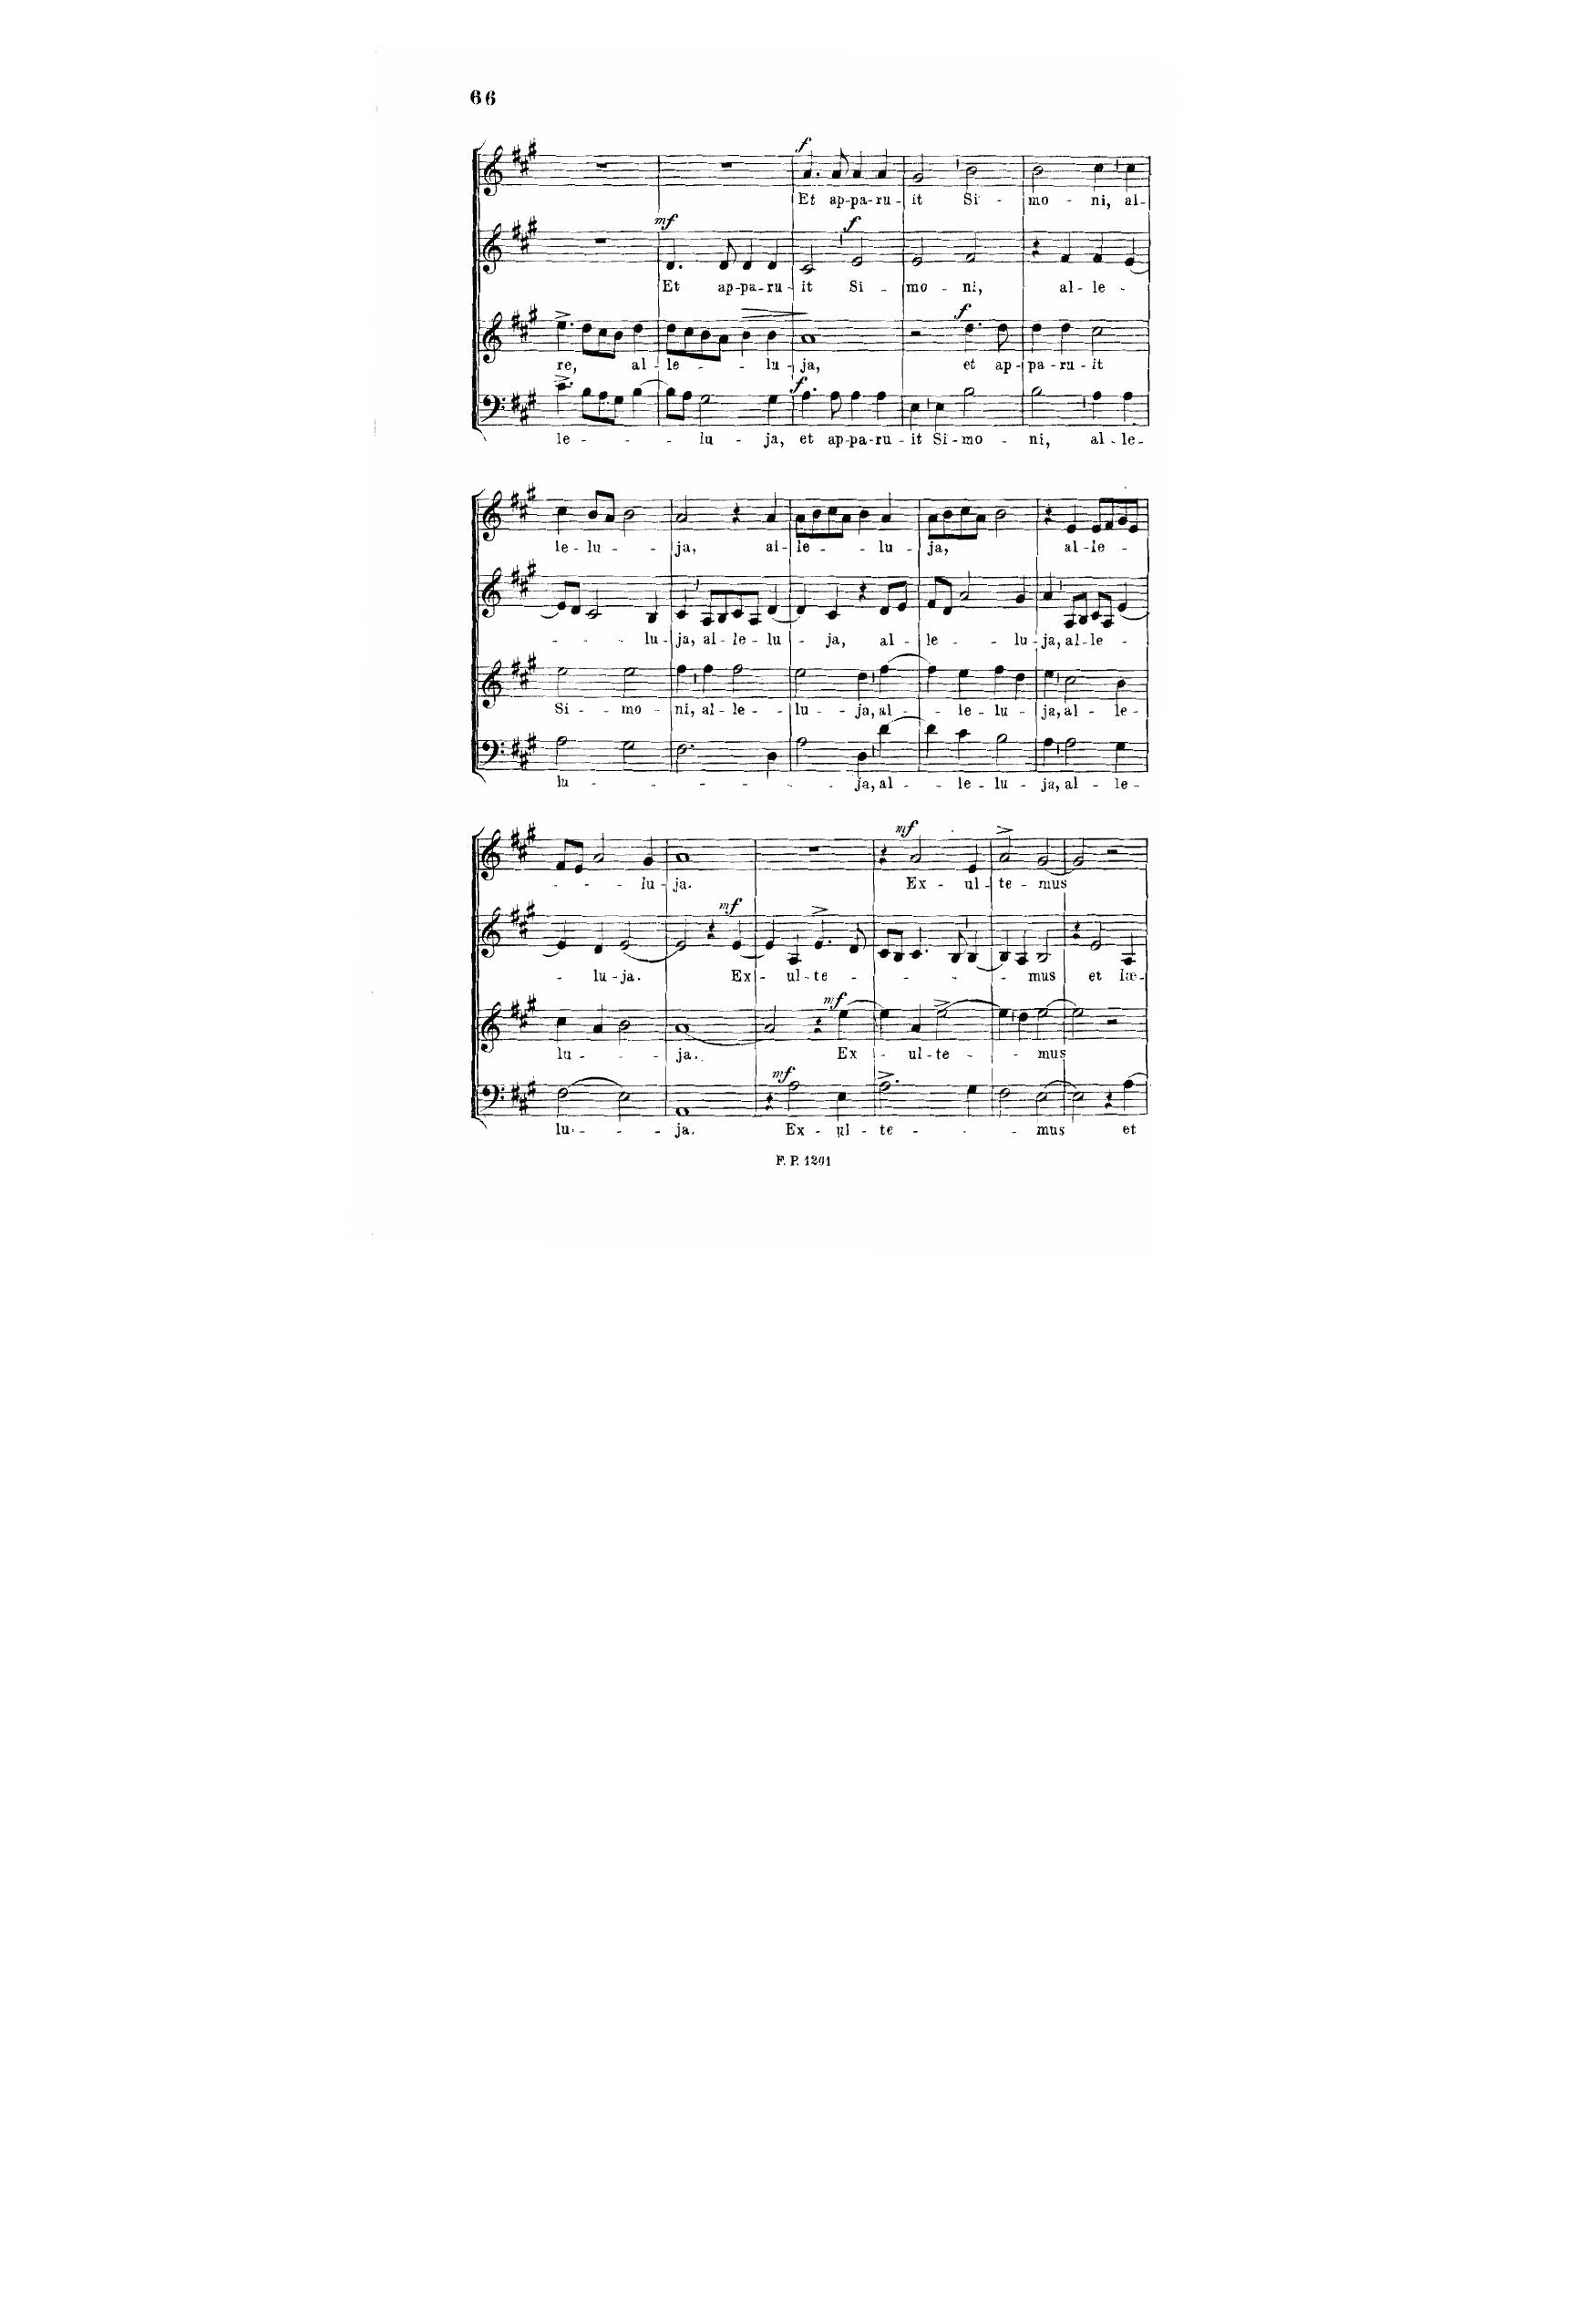 66
f
Et ap-pa-ru-it Si - mo - ni, al-
mf f
Et ap-pa-ru-it Si - mo - ni, al-le -
f
re, al-le - - lu-ja, et ap-pa-ru-it
f
le - - - lu - ja, et ap-pa-ru-it Si-mo - ni, al-le-
le-lu - - ja, al-le - - lu - ja, al-le -
- - - lu-ja, al-le-lu - ja, al-le - - lu-ja, al-le -
Si - - mo - ni, al-le - - lu - - ja, al - - le-lu - ja, al - le-
lu - - - - - - ja, al - - le-lu - ja, al - le-
mf
- - - lu-ja. Ex - ul-te-mus
mf
- lu-ja. Ex - ul-te - - - - - mus et læ-
mf
lu - - - ja. Ex - ul-te - - mus
mf
lu - - - ja. Ex - ul - te - - - mus et
F. P. 1201